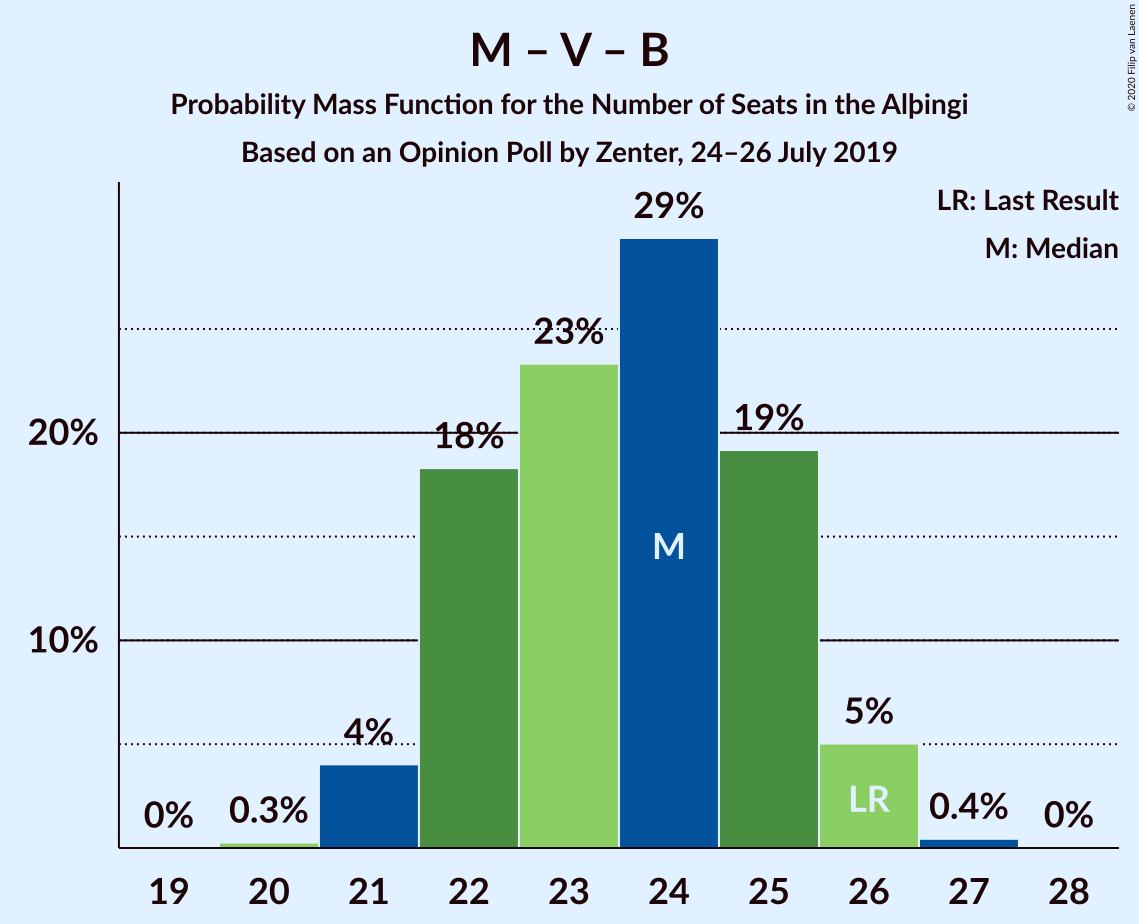 M – V – B
Probability Mass Function for the Number of Seats in the Alþingi
Based on an Opinion Poll by Zenter, 24–26 July 2019
© 2020 Filip van Laenen
LR: Last Result
M: Median
29%
23%
20%
18%
19%
M
10%
5%
4%
LR
0%
0.3%
0.4%
0%
19 20 21 22 23 24 25 26 27 28